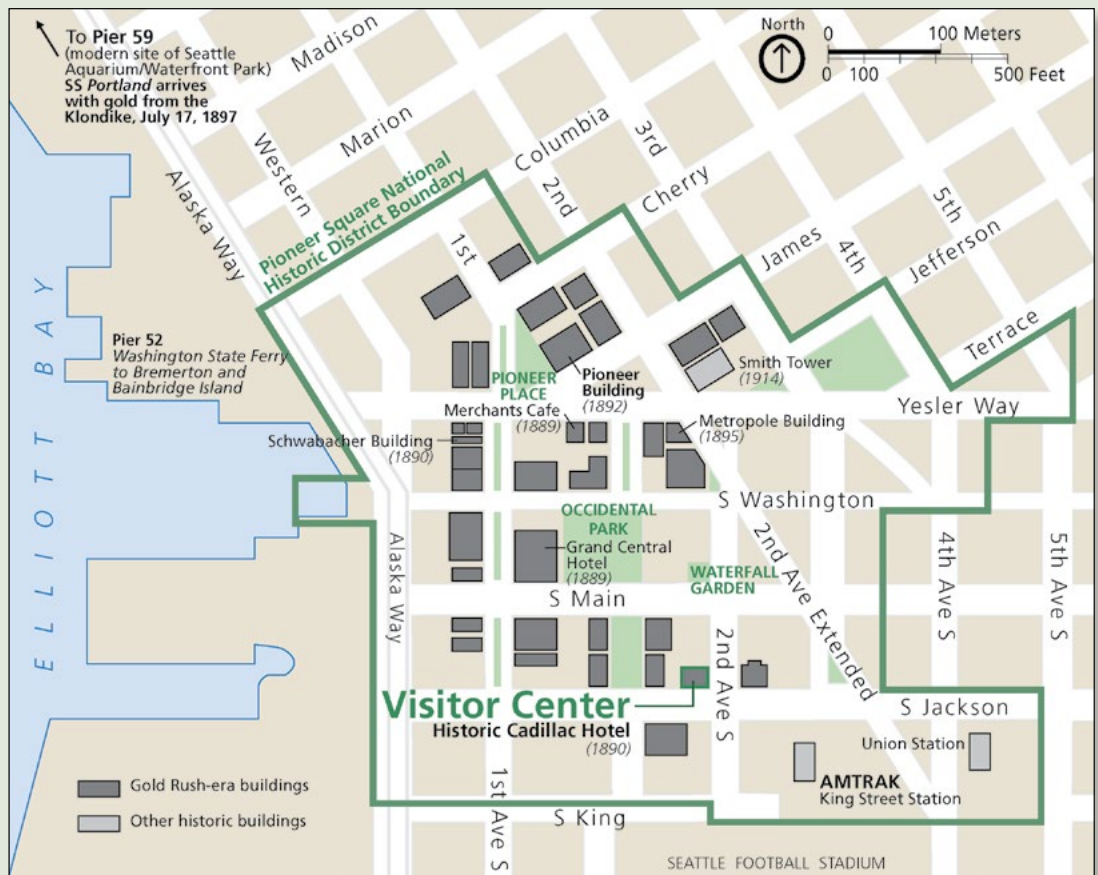 To Pier 59
(modern site of Seattle
Aquarium/Waterfront Park)
SS Portland arrives
with gold from the
Klondike, July 17, 1897
North
0 100 Meters
0 100 500 Feet
Madison
Marion
Western
Alaska Way
Columbia
Cherry
3rd
2nd
1st
James
4th
5th
Jefferson
Terrace
Pioneer Square National
Historic District Boundary
ELLIOTT BAY
Pier 52
Washington State Ferry
to Bremerton and
Bainbridge Island
PIONEER
PLACE
Pioneer
Building
(1892)
Smith Tower
(1914)
Merchants Cafe
(1889)
Schwabacher Building
(1890)
Metropole Building
(1895)
Yesler Way
S Washington
OCCIDENTAL
PARK
Grand Central
Hotel
(1889)
WATERFALL
GARDEN
2nd Ave Extended
4th Ave S
5th Ave S
Alaska Way
S Main
2nd Ave S
Visitor Center
Historic Cadillac Hotel
(1890)
S Jackson
Union Station
AMTRAK
King Street Station
1st Ave S
S King
Gold Rush-era buildings
Other historic buildings
SEATTLE FOOTBALL STADIUM